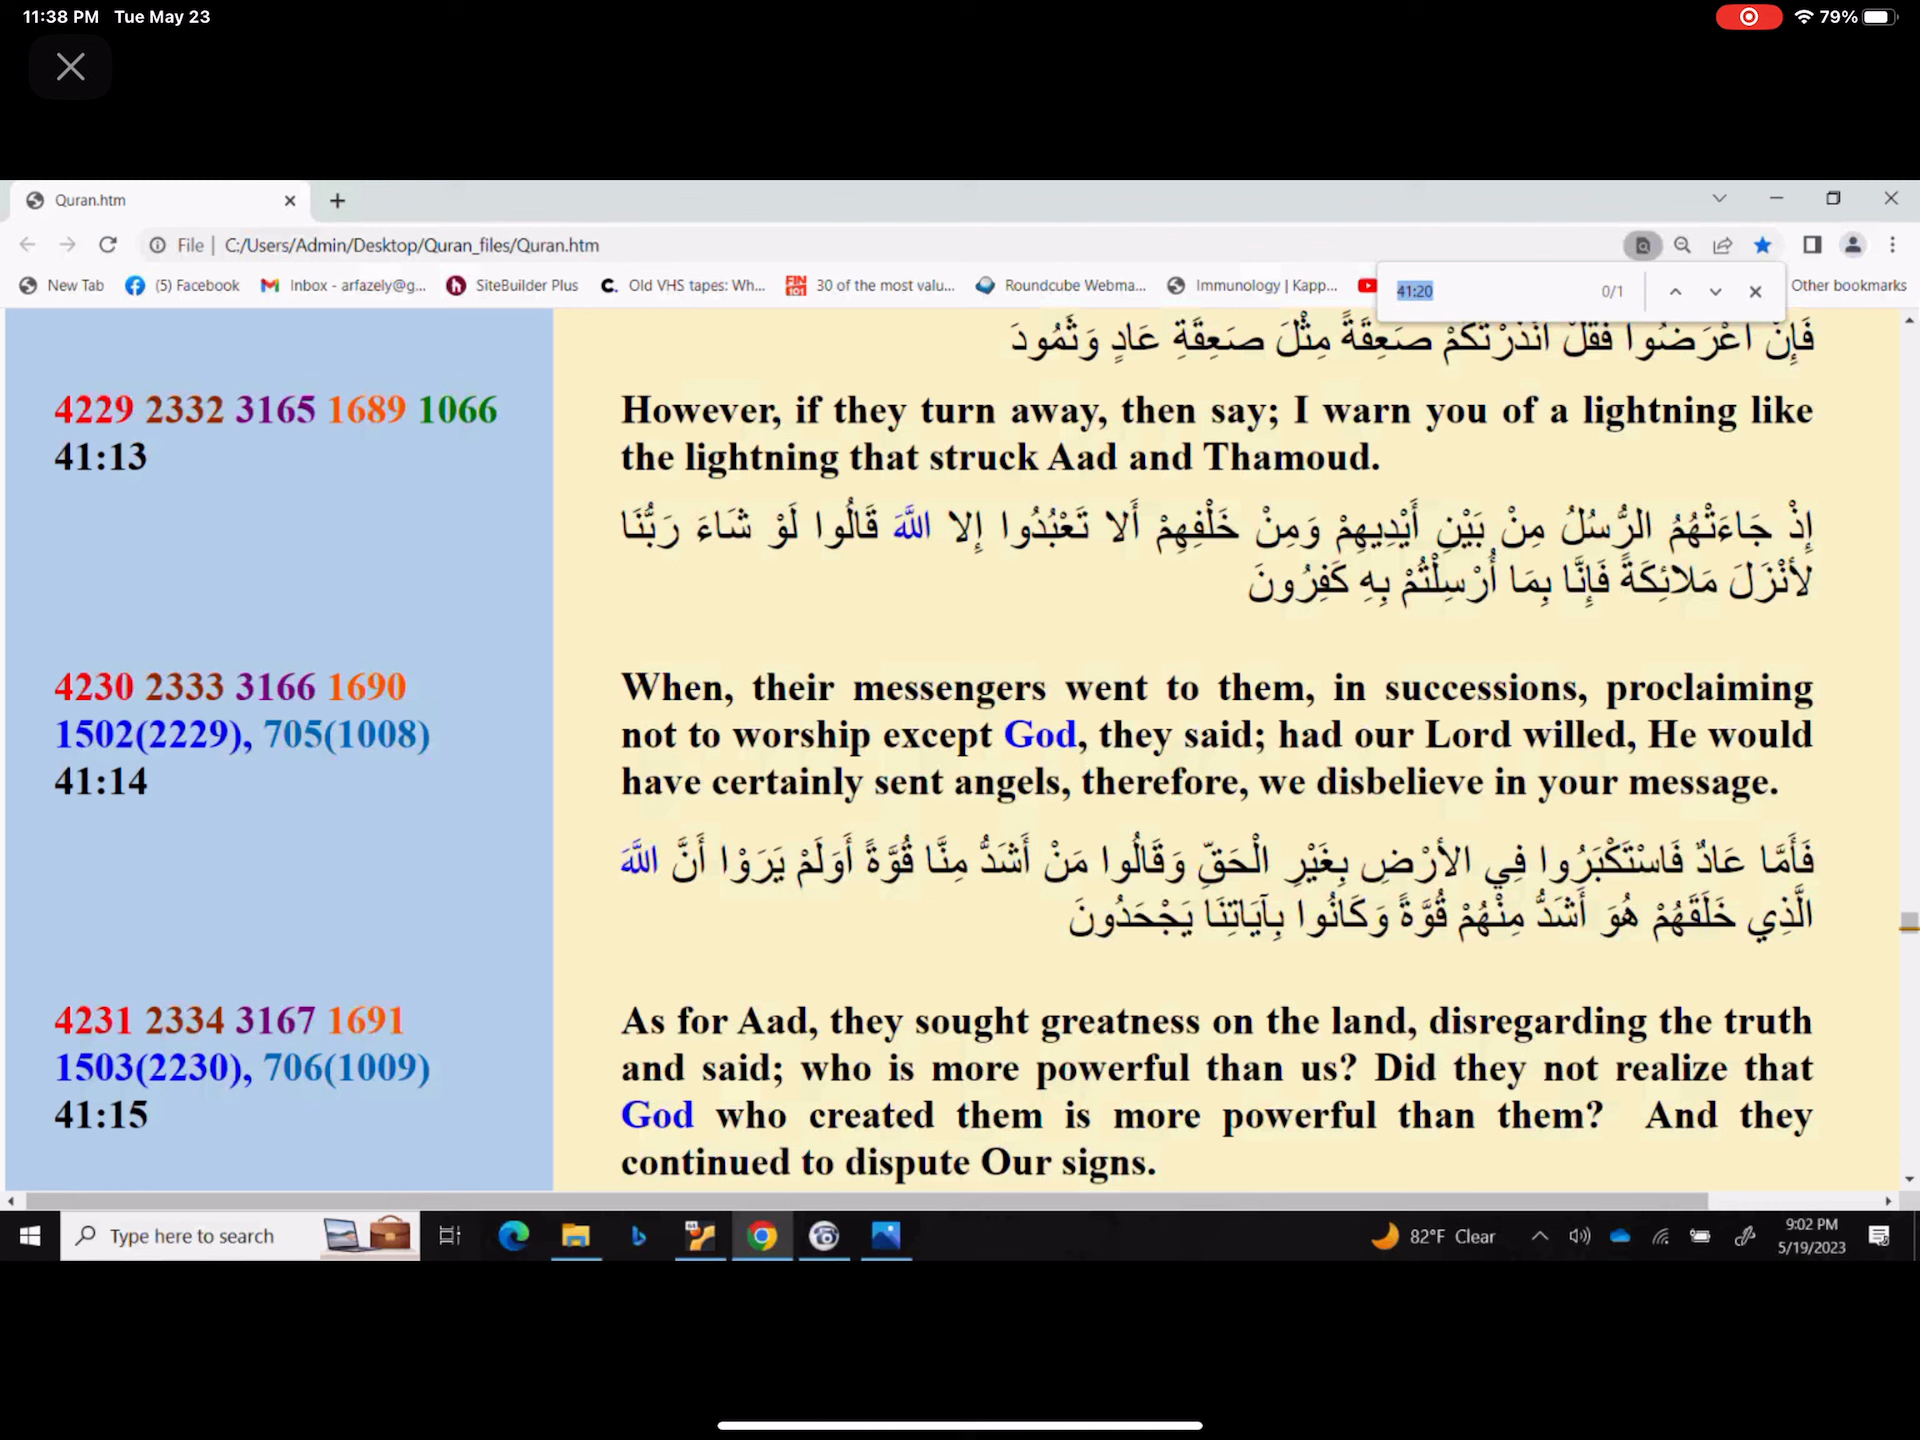 11:38 PM Tue May 23
79%
Quran.htm
File | C:/Users/Admin/Desktop/Quran_files/Quran.htm
New Tab (5) Facebook Inbox - arfazely@g... SiteBuilder Plus Old VHS tapes: Wh... FIN 101 30 of the most valu... Roundcube Webma... Immunology | Kapp... Other bookmarks
41:20 0/1
فَإِنْ أَعْرَضُوا فَقُلْ أَنْذَرْتُكُمْ صَعِقَةً مِثْلَ صَعِقَةِ عَادٍ وَثَمُودَ
4229 2332 3165 1689 1066
41:13
However, if they turn away, then say; I warn you of a lightning like
the lightning that struck Aad and Thamoud.
إِذْ جَاءَتْهُمُ الرُّسُلُ مِنْ بَيْنِ أَيْدِيهِمْ وَمِنْ خَلْفِهِمْ أَلا تَعْبُدُوا إِلا اللَّهَ قَالُوا لَوْ شَاءَ رَبُّنَا
لأنْزَلَ مَلائِكَةً فَإِنَّا بِمَا أُرْسِلْتُمْ بِهِ كَفِرُونَ
4230 2333 3166 1690
1502(2229), 705(1008)
41:14
When, their messengers went to them, in successions, proclaiming
not to worship except God, they said; had our Lord willed, He would
have certainly sent angels, therefore, we disbelieve in your message.
فَأَمَّا عَادٌ فَاسْتَكْبَرُوا فِي الأرْضِ بِغَيْرِ الْحَقِّ وَقَالُوا مَنْ أَشَدُّ مِنَّا قُوَّةً أَوَلَمْ يَرَوْا أَنَّ اللَّهَ
الَّذِي خَلَقَهُمْ هُوَ أَشَدُّ مِنْهُمْ قُوَّةً وَكَانُوا بِآيَاتِنَا يَجْحَدُونَ
4231 2334 3167 1691
1503(2230), 706(1009)
41:15
As for Aad, they sought greatness on the land, disregarding the truth
and said; who is more powerful than us? Did they not realize that
God who created them is more powerful than them? And they
continued to dispute Our signs.
Type here to search
82°F Clear
9:02 PM
5/19/2023